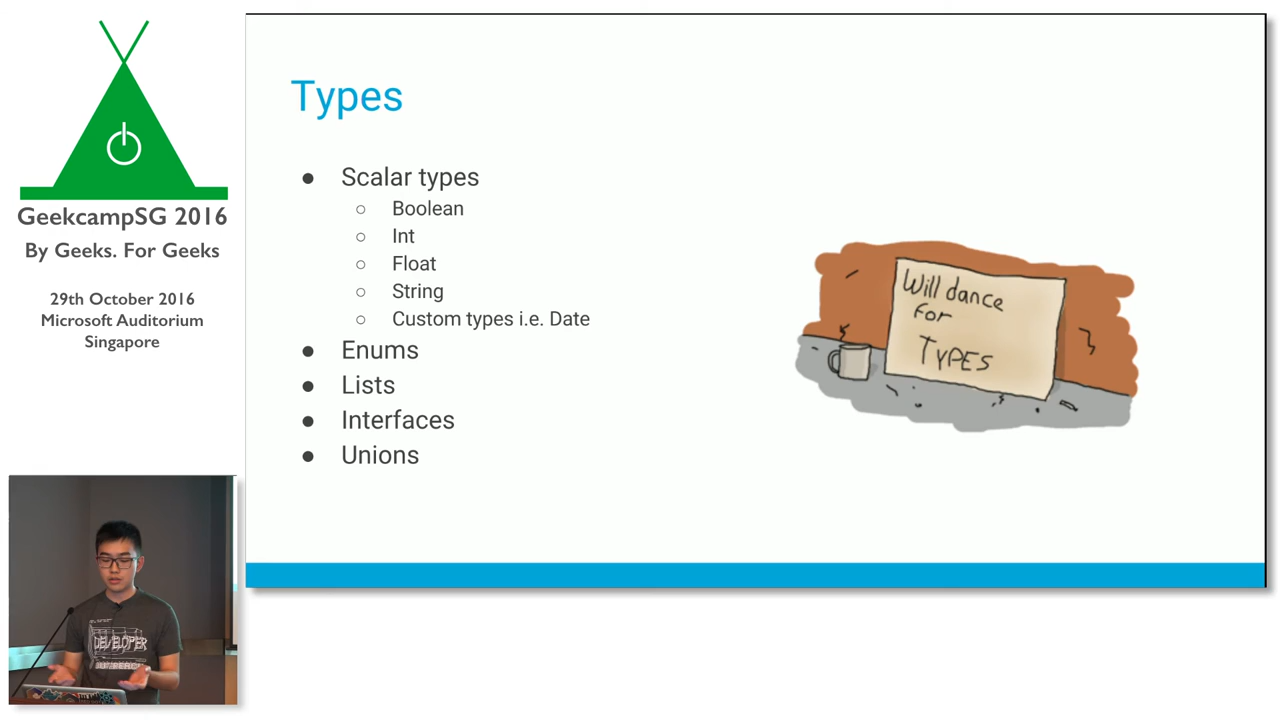 GeekcampSG 2016
By Geeks. For Geeks
29th October 2016
Microsoft Auditorium
Singapore
Types
● Scalar types
○ Boolean
○ Int
○ Float
○ String
○ Custom types i.e. Date
● Enums
● Lists
● Interfaces
● Unions
Will dance
For
TYPES
DEVELOPER